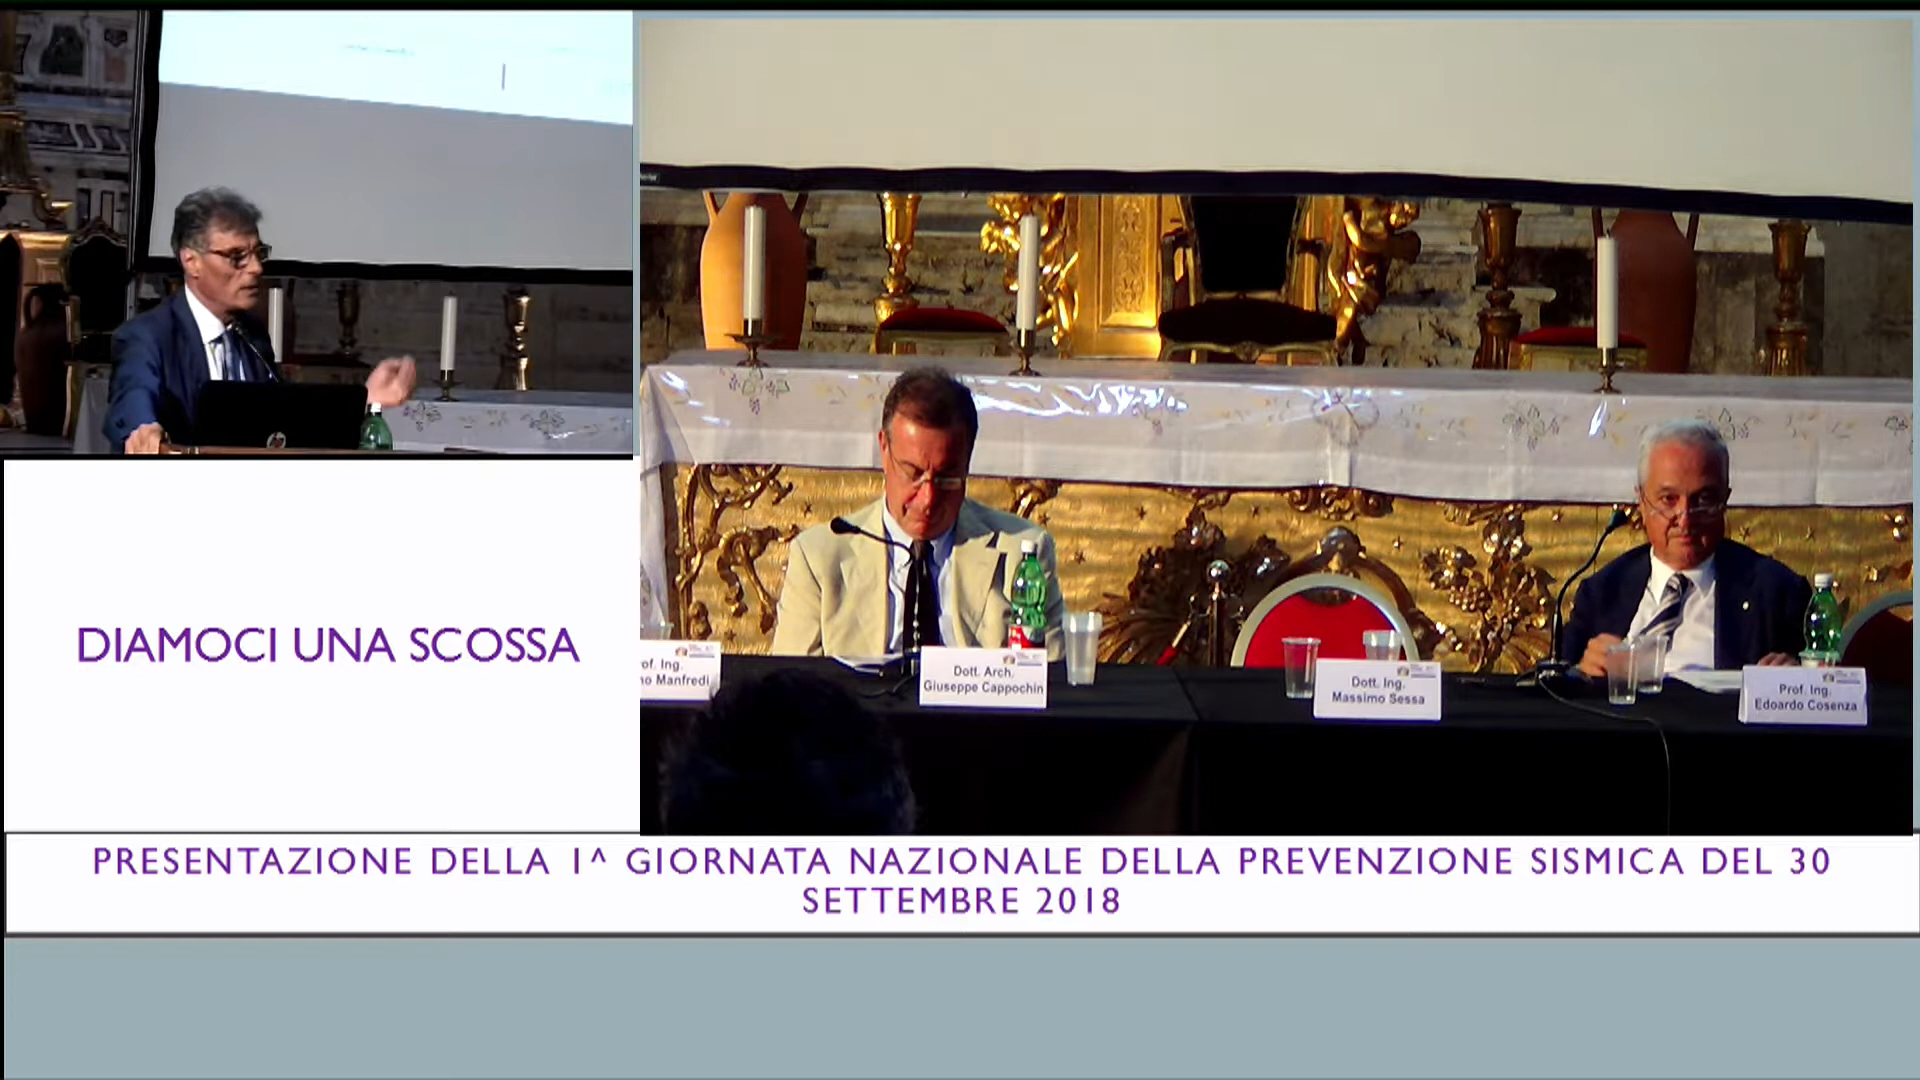 DIAMOCI UNA SCOSSA
of. Ing.
o Manfredi
Dott. Arch.
Giuseppe Cappochin
Dott. Ing.
Massimo Sessa
Prof. Ing.
Edoardo Cosenza
PRESENTAZIONE DELLA 1^ GIORNATA NAZIONALE DELLA PREVENZIONE SISMICA DEL 30
SETTEMBRE 2018